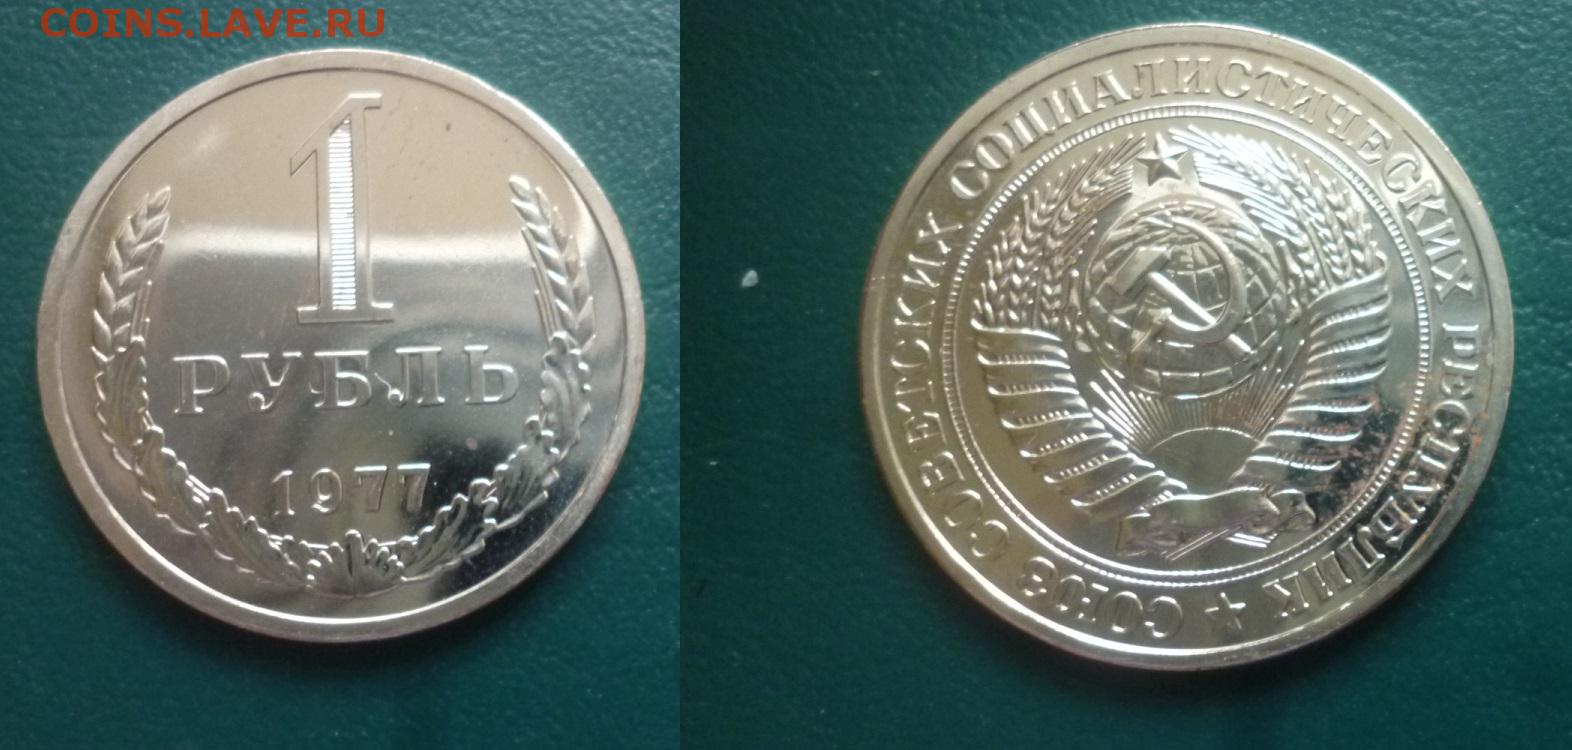 COINS.LAVE.RU
1
РУБЛЬ
1977
СОЮЗ СОВЕТСКИХ СОЦИАЛИСТИЧЕСКИХ РЕСПУБЛИК ★